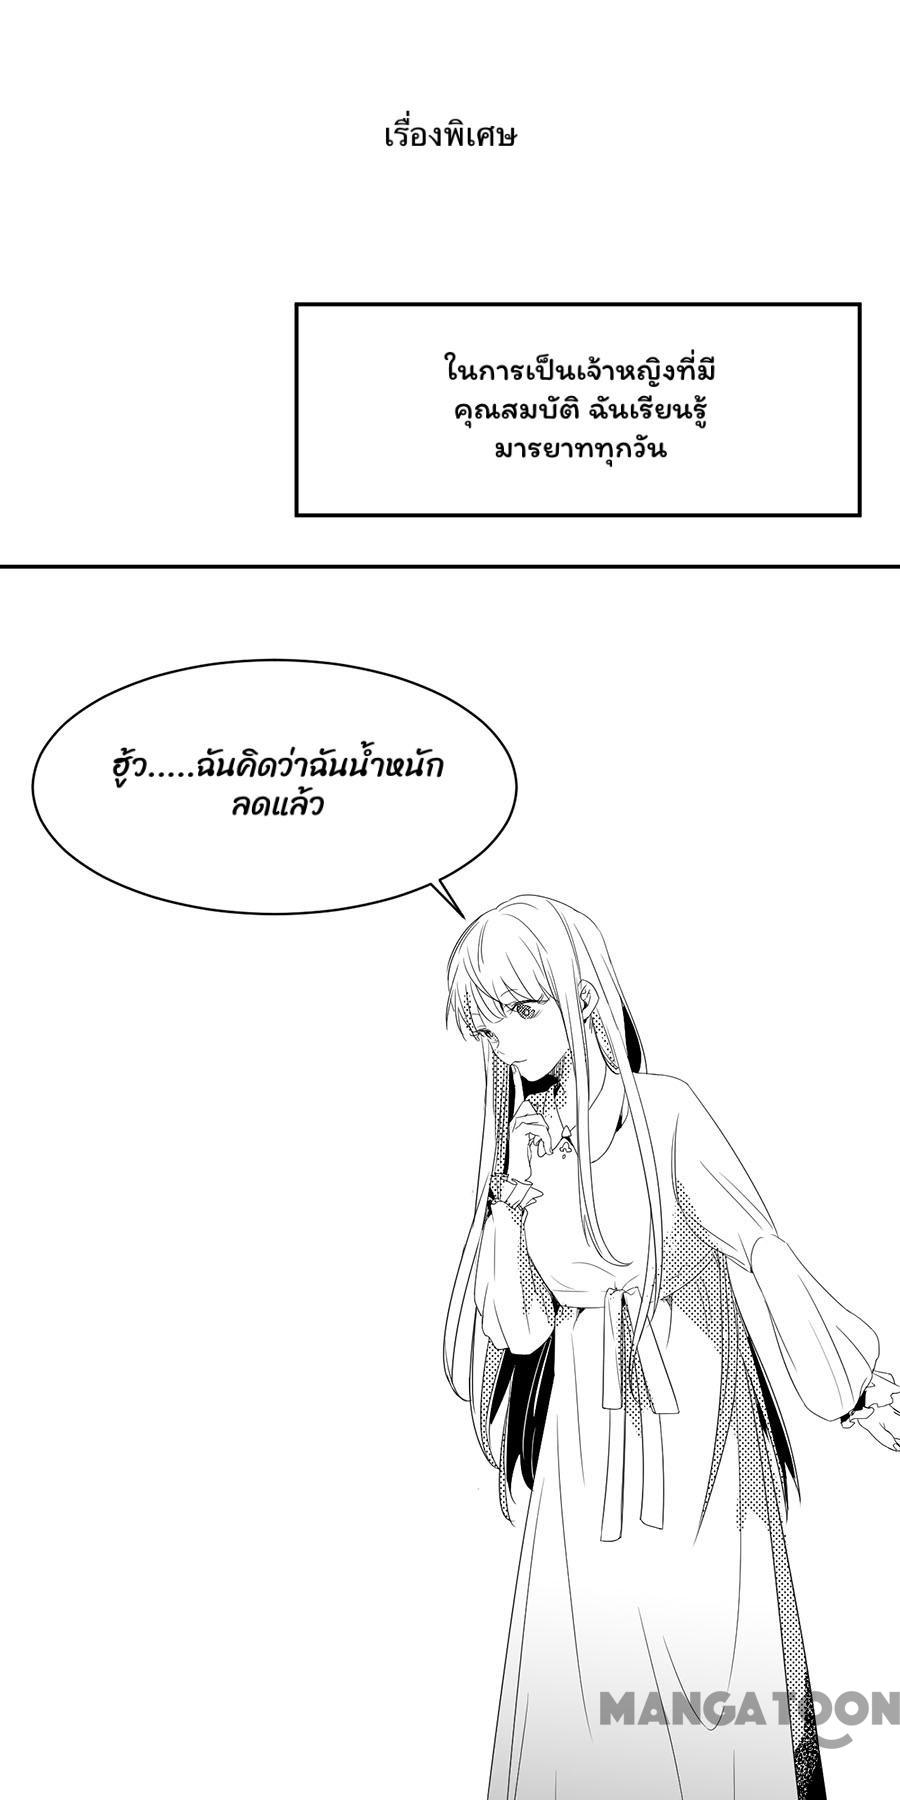 เรื่องพิเศษ
ในการเป็นเจ้าหญิงที่มี
คุณสมบัติ ฉันเรียนรู้
มารยาททุกวัน
ฮู้ว.....ฉันคิดว่าฉันน้ำหนัก
ลดแล้ว
MANGATOON